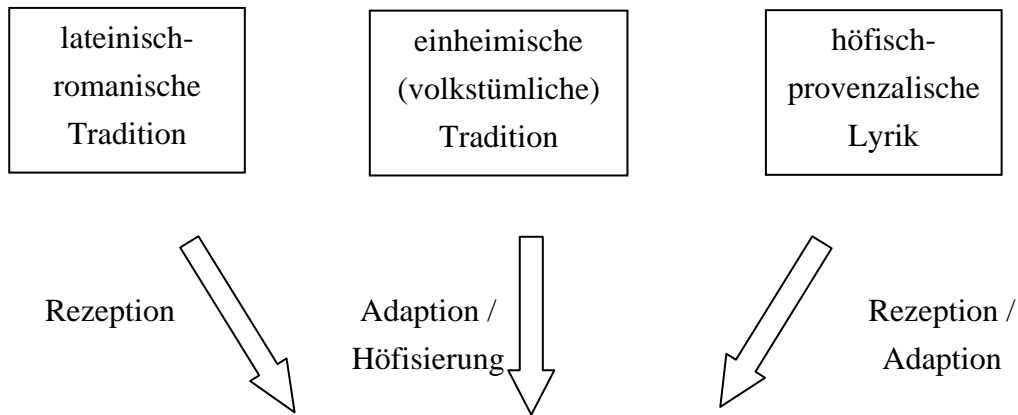 lateinisch-
romanische
Tradition
einheimische
(volkstümliche)
Tradition
höfisch-
provenzalische
Lyrik
Rezeption
Adaption /
Höfisierung
Rezeption /
Adaption